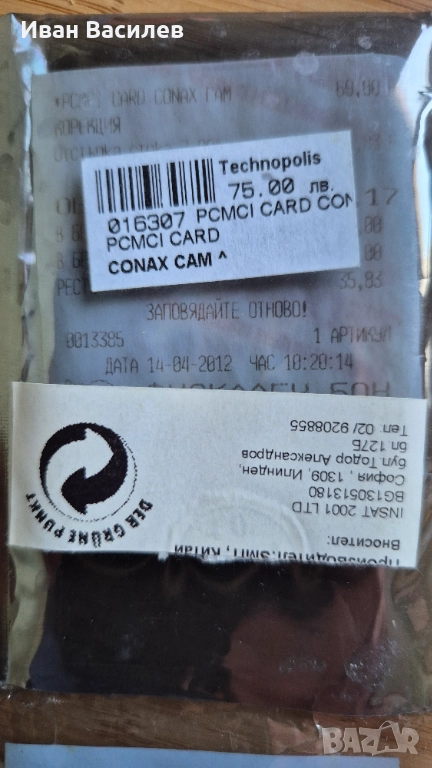 Иван Василев
*PCMCI CARD CONAX CAM
КОРЕКЦИЯ
Technopolis
75.00 лв.
016307 PCMCI CARD CON
PCMCI CARD
CONAX CAM ^
17
35,83
ЗАПОВЯДАЙТЕ ОТНОВО!
0013385 1 АРТИКУЛ
ДАТА 14-04-2012 ЧАС 10:20:14
ФИСКАЛЕН БОН
DER GRÜNE PUNKT
Производител: SMIT, Китай
Вносител:
INSAT 2001 LTD
BG130513180
София, 1309, Илинден,
бул Тодор Александров
бл 127Б
Тел: 02/ 9208855
BAZAR